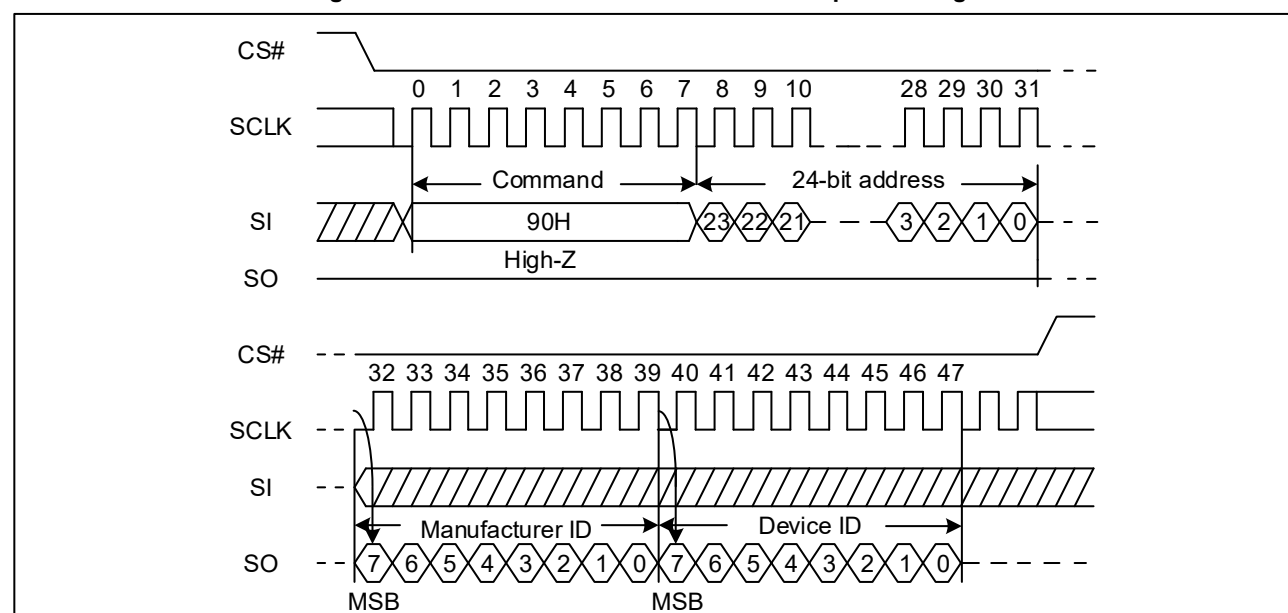 CS#
0 1 2 3 4 5 6 7 8 9 10 28 29 30 31
SCLK
Command 24-bit address
SI 90H 23 22 21 3 2 1 0
High-Z
SO
CS#
32 33 34 35 36 37 38 39 40 41 42 43 44 45 46 47
SCLK
SI
Manufacturer ID Device ID
SO 7 6 5 4 3 2 1 0 7 6 5 4 3 2 1 0
MSB MSB